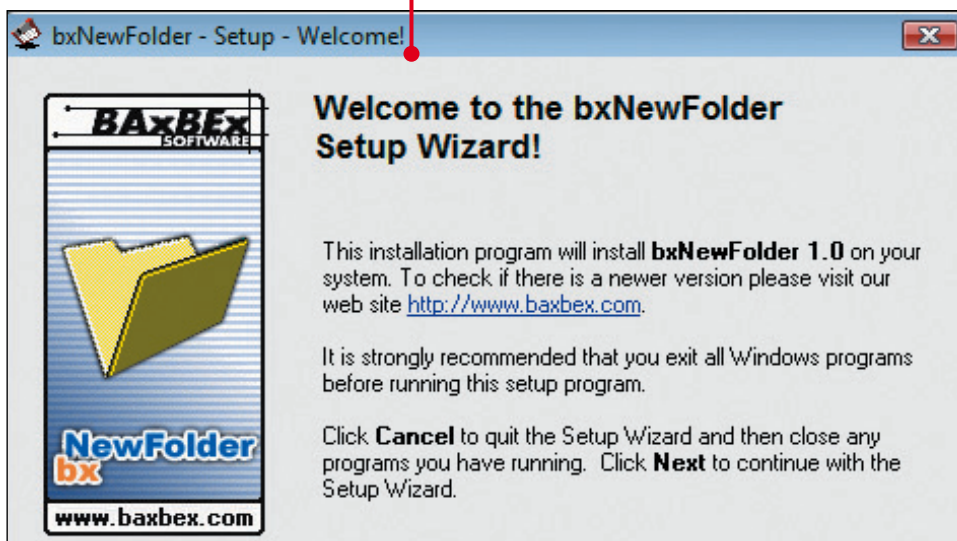 bxNewFolder - Setup - Welcome!
BAxBEx
SOFTWARE
NewFolder
bx
www.baxbex.com
Welcome to the bxNewFolder
Setup Wizard!
This installation program will install bxNewFolder 1.0 on your
system. To check if there is a newer version please visit our
web site http://www.baxbex.com.
It is strongly recommended that you exit all Windows programs
before running this setup program.
Click Cancel to quit the Setup Wizard and then close any
programs you have running. Click Next to continue with the
Setup Wizard.